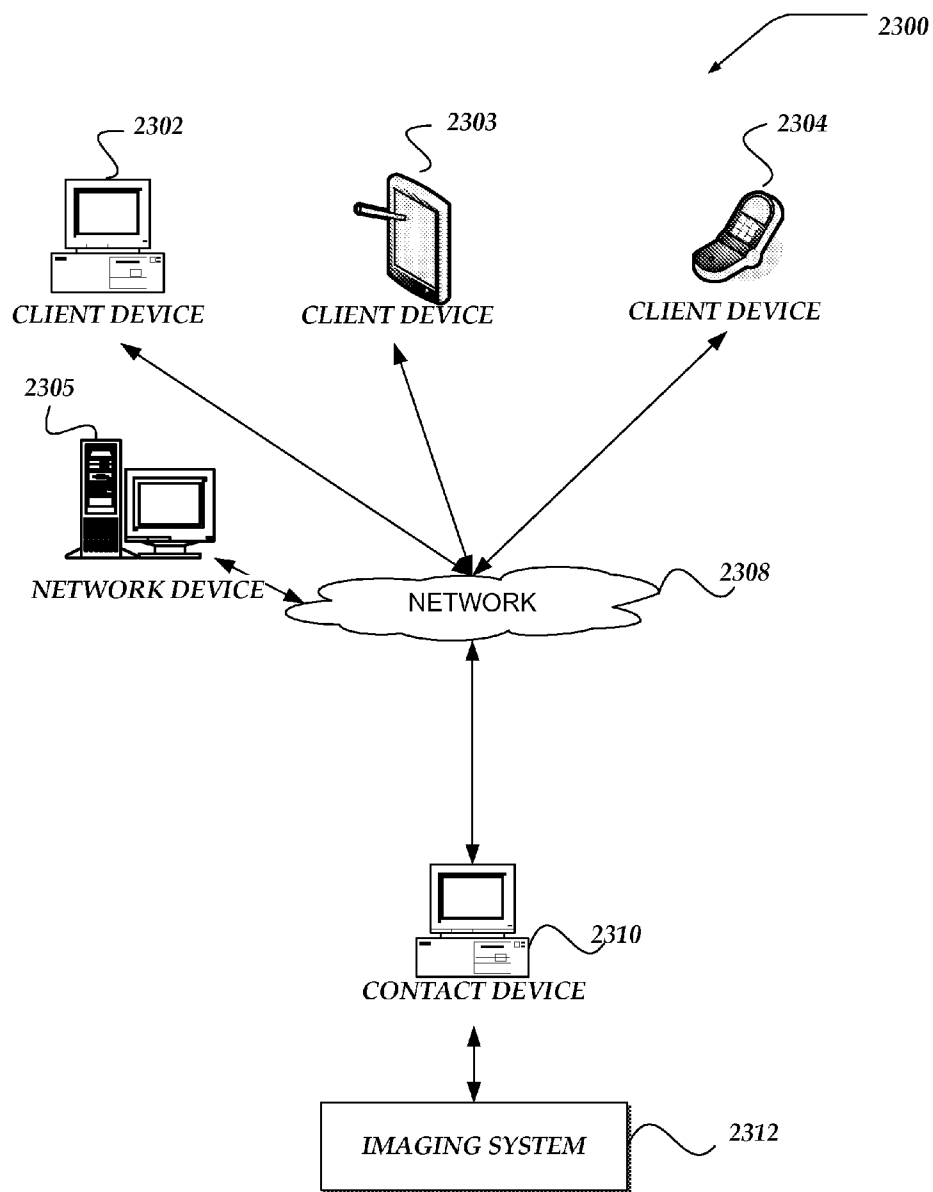 2300
2302
2303
2304
CLIENT DEVICE
CLIENT DEVICE
CLIENT DEVICE
2305
NETWORK DEVICE
NETWORK
2308
2310
CONTACT DEVICE
IMAGING SYSTEM
2312